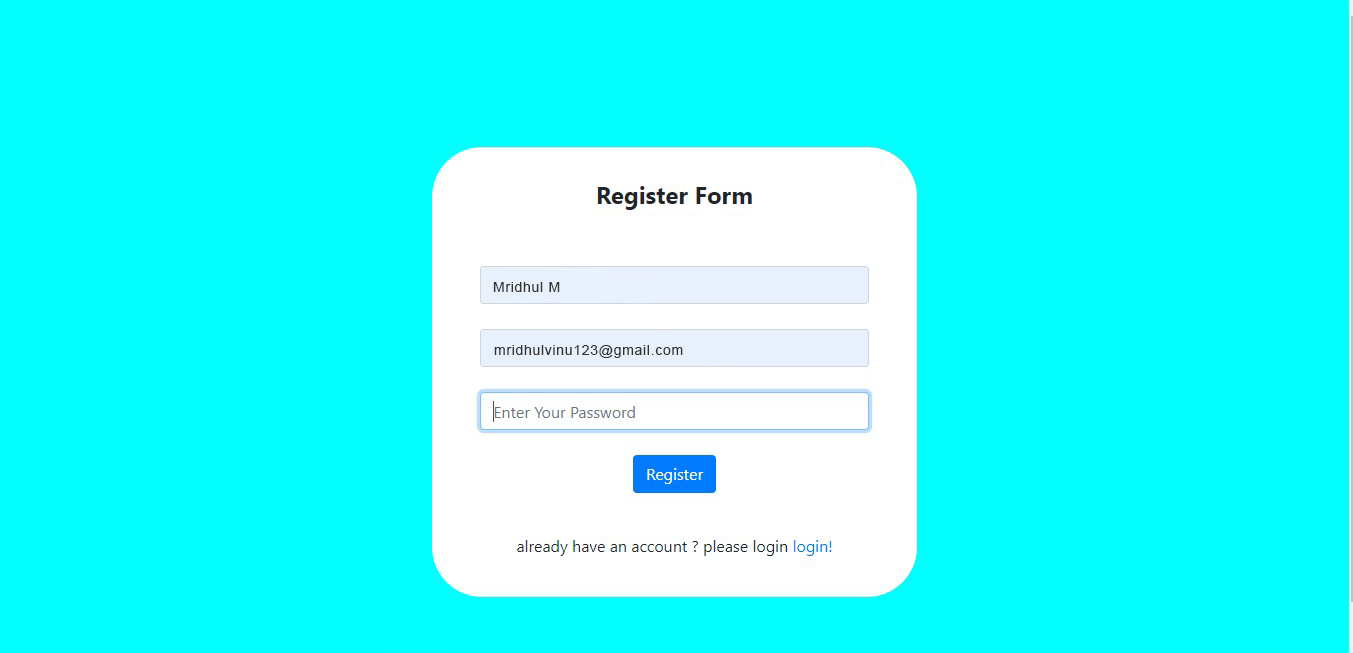 Register Form
Mridhul M
mridhulvinu123@gmail.com
Enter Your Password
Register
already have an account ? please login login!